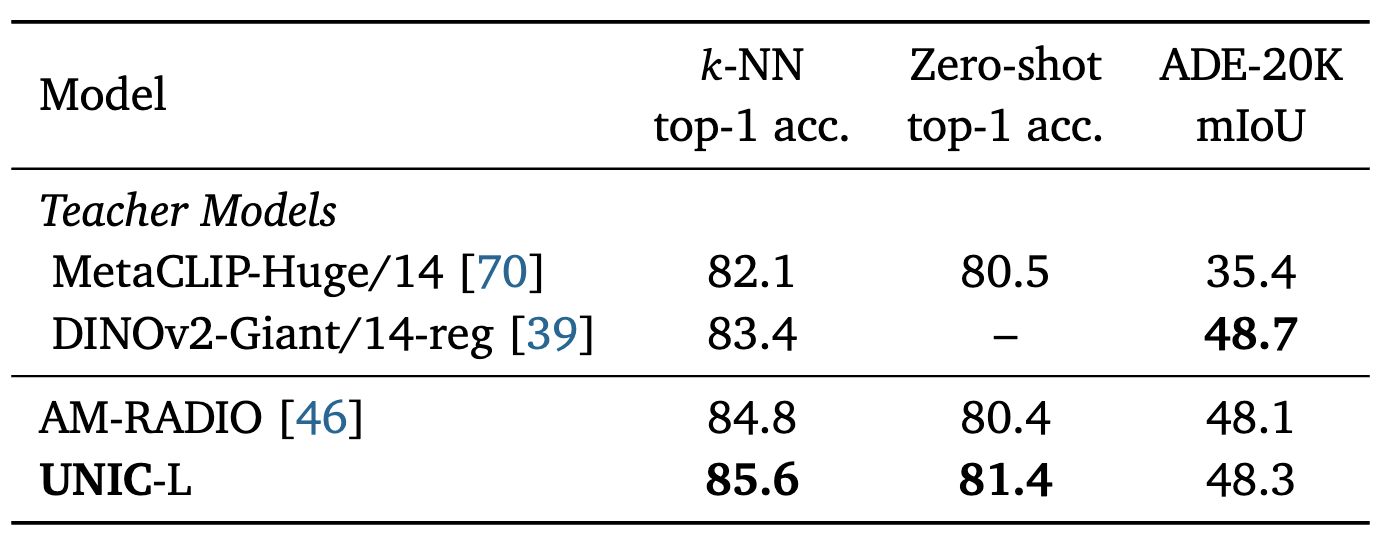 Model k-NN Zero-shot ADE-20K
top-1 acc. top-1 acc. mIoU
Teacher Models
MetaCLIP-Huge/14 [70] 82.1 80.5 35.4
DINOv2-Giant/14-reg [39] 83.4 – 48.7
AM-RADIO [46] 84.8 80.4 48.1
UNIC-L 85.6 81.4 48.3